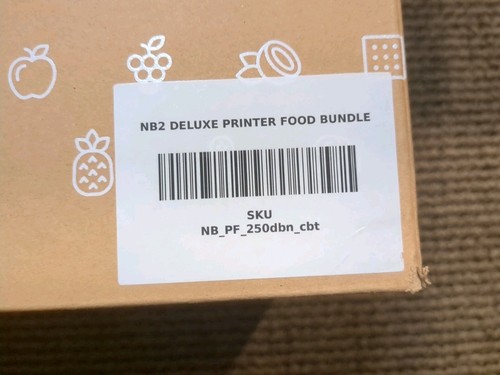 NB2 DELUXE PRINTER FOOD BUNDLE
SKU
NB_PF_250dbn_cbt